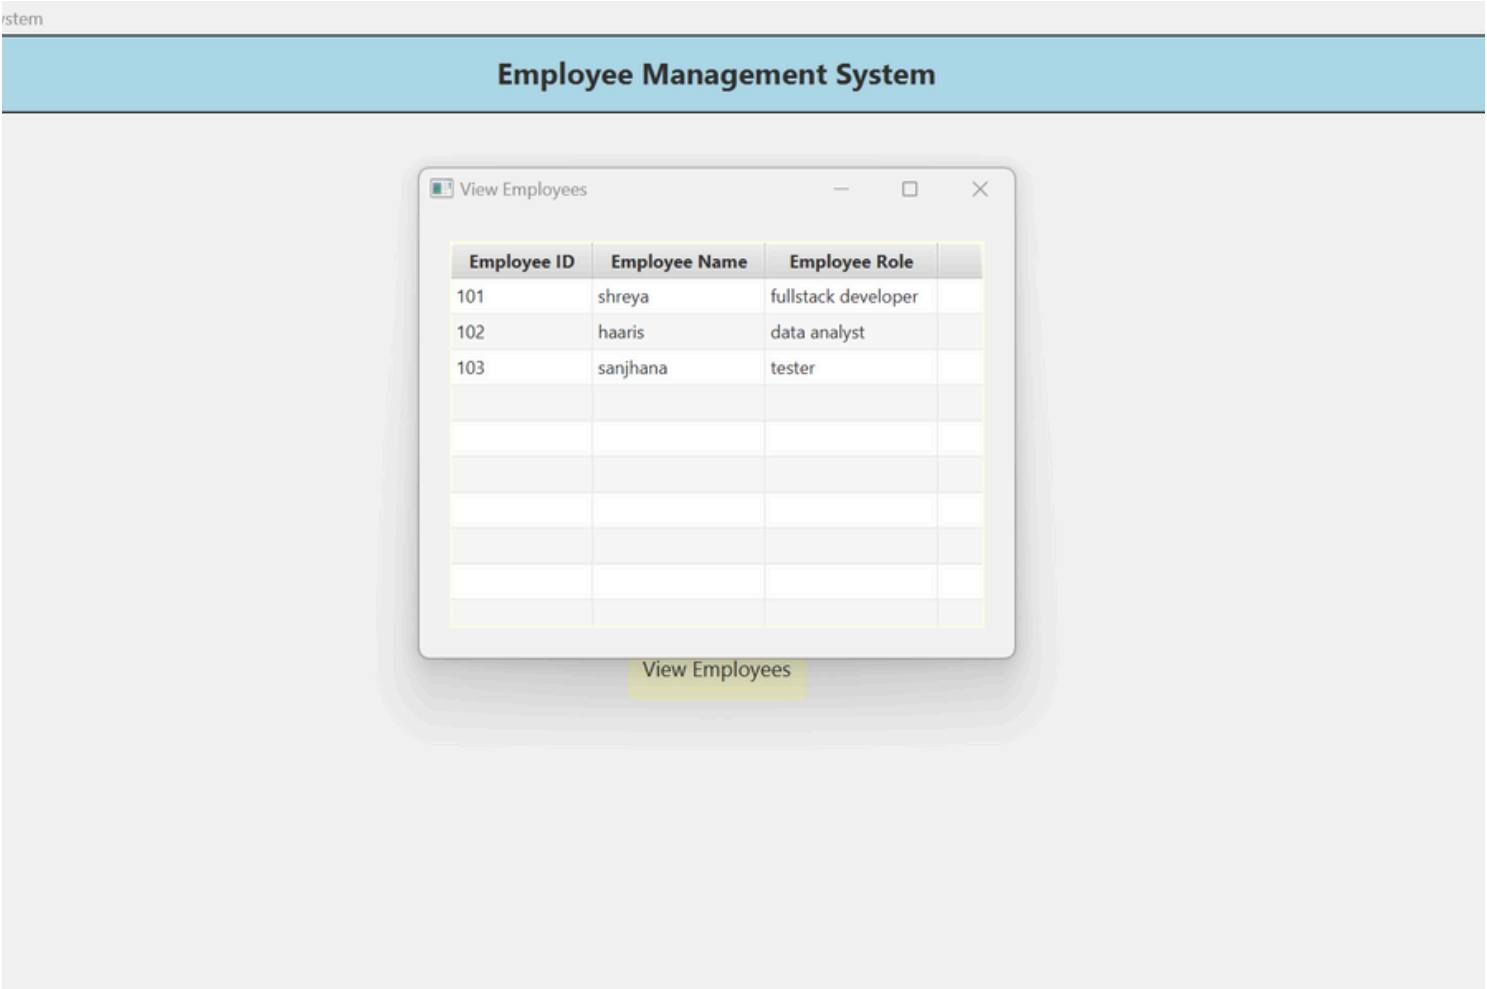 ystem
Employee Management System
View Employees
Employee ID Employee Name Employee Role
101 shreya fullstack developer
102 haaris data analyst
103 sanjhana tester
View Employees